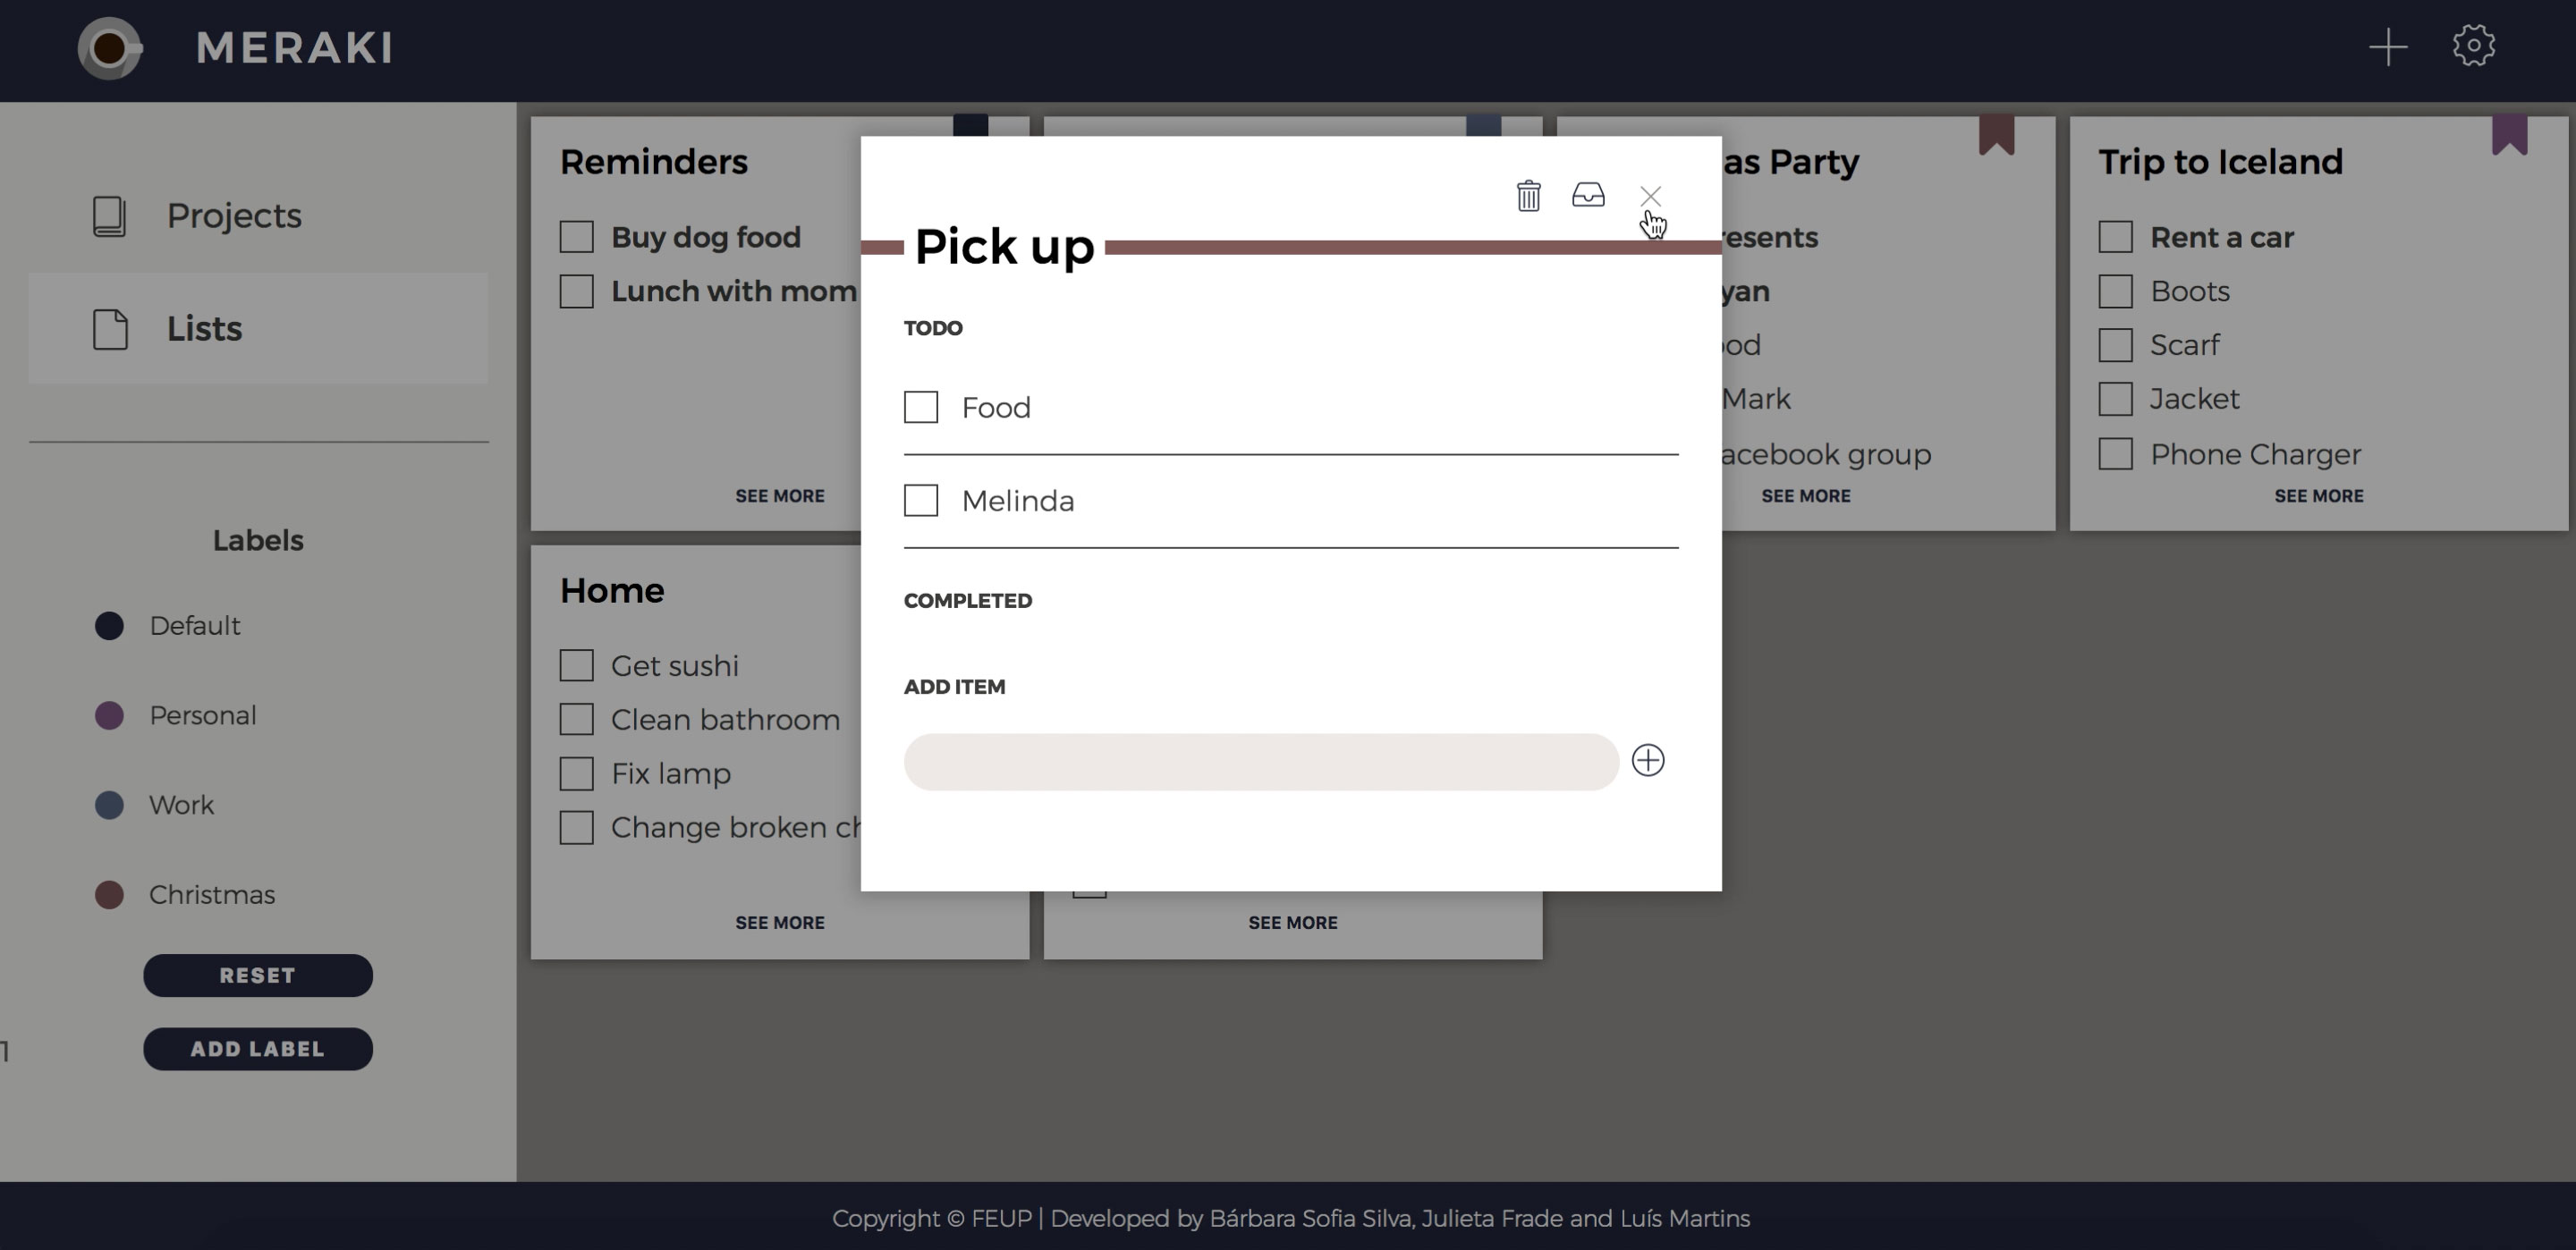 MERAKI
Projects
Lists
Labels
Default
Personal
Work
Christmas
RESET
ADD LABEL
Reminders
Buy dog food
Lunch with mom
SEE MORE
Home
Get sushi
Clean bathroom
Fix lamp
Change broken
SEE MORE
Pick up
TODO
Food
Melinda
COMPLETED
ADD ITEM
SEE MORE
as Party
resents
yan
ood
Mark
acebook group
SEE MORE
Trip to Iceland
Rent a car
Boots
Scarf
Jacket
Phone Charger
SEE MORE
Copyright © FEUP | Developed by Bárbara Sofia Silva, Julieta Frade and Luís Martins